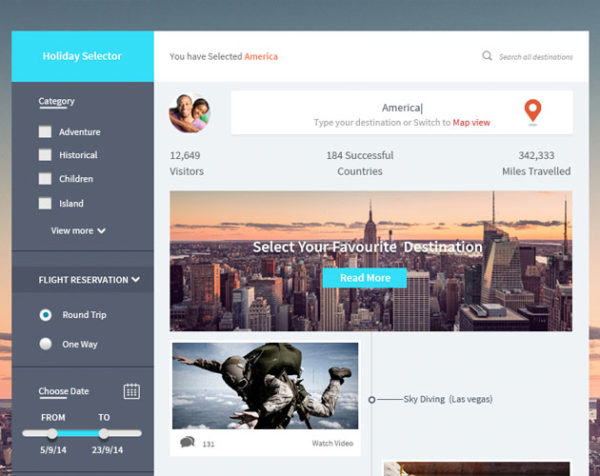 Holiday Selector
You have Selected America
Search all destinations
Category
Adventure
Historical
Children
Island
View more
FLIGHT RESERVATION
Round Trip
One Way
Choose Date
FROM TO
5/9/14 23/9/14
America|
Type your destination or Switch to Map view
12,649
Visitors
184 Successful
Countries
342,333
Miles Travelled
Select Your Favourite Destination
Read More
131
Watch Video
Sky Diving (Las vegas)